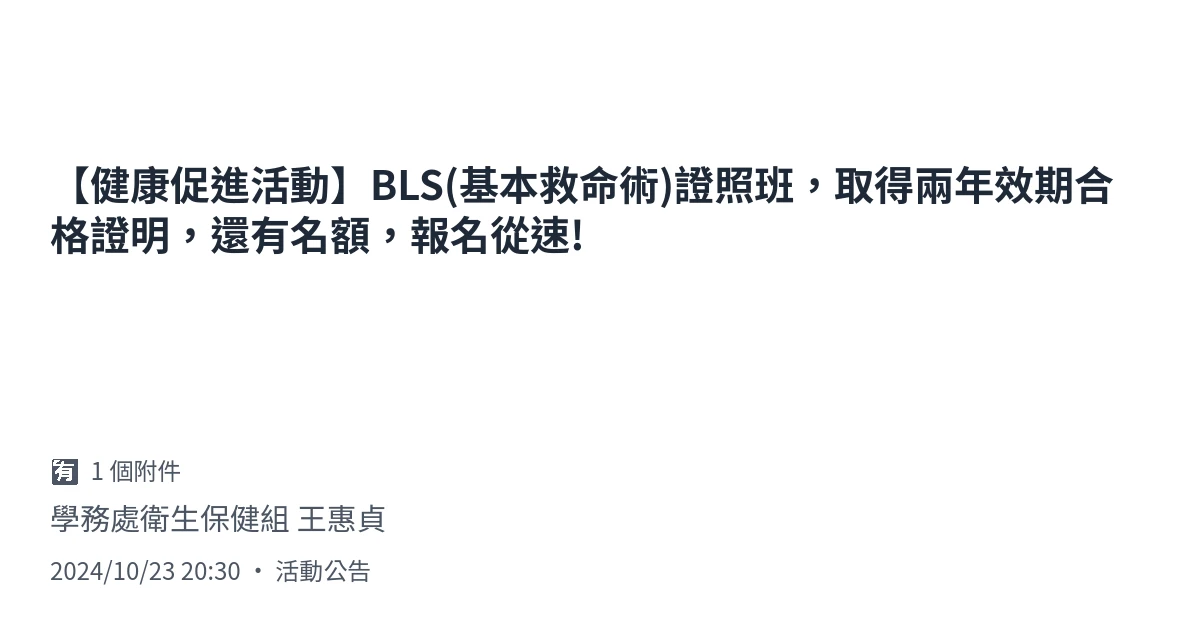 【健康促進活動】BLS(基本救命術)證照班，取得兩年效期合
格證明，還有名額，報名從速!
有 1 個附件
學務處衛生保健組 王惠貞
2024/10/23 20:30 • 活動公告